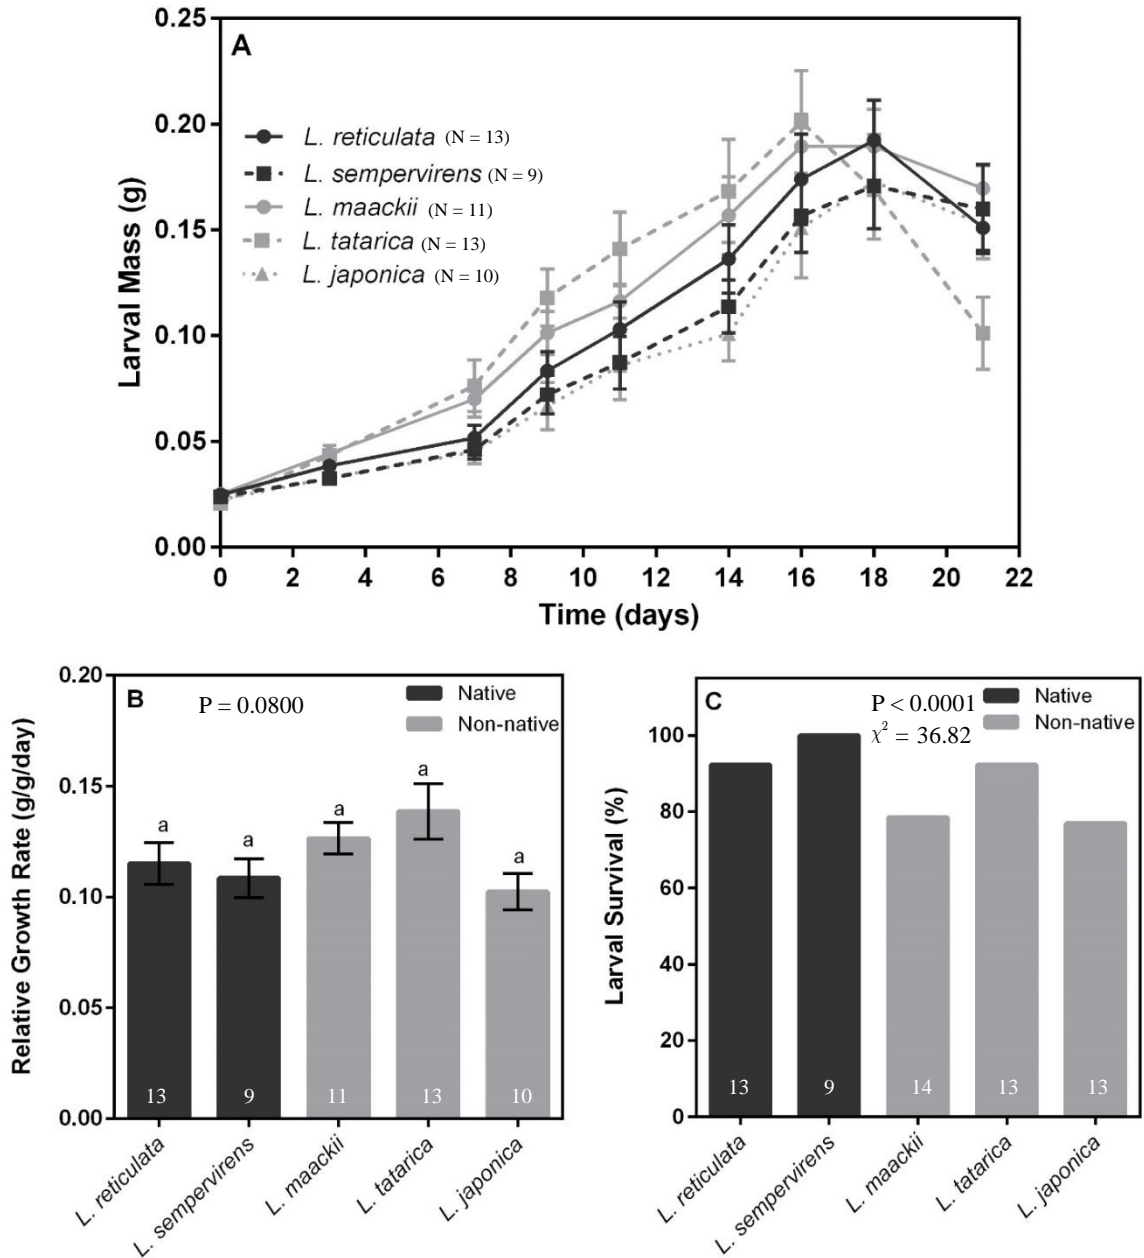 A
0.25
0.20
0.15
0.10
0.05
0.00
Larval Mass (g)
L. reticulata (N = 13)
L. sempervirens (N = 9)
L. maackii (N = 11)
L. tatarica (N = 13)
L. japonica (N = 10)
0 2 4 6 8 10 12 14 16 18 20 22
Time (days)
B
P = 0.0800
Native
Non-native
0.20
0.15
0.10
0.05
0.00
Relative Growth Rate (g/g/day)
a a a a a
13 9 11 13 10
L. reticulata
L. sempervirens
L. maackii
L. tatarica
L. japonica
C
P < 0.0001
χ² = 36.82
Native
Non-native
100
80
60
40
20
0
Larval Survival (%)
13 9 14 13 13
L. reticulata
L. sempervirens
L. maackii
L. tatarica
L. japonica